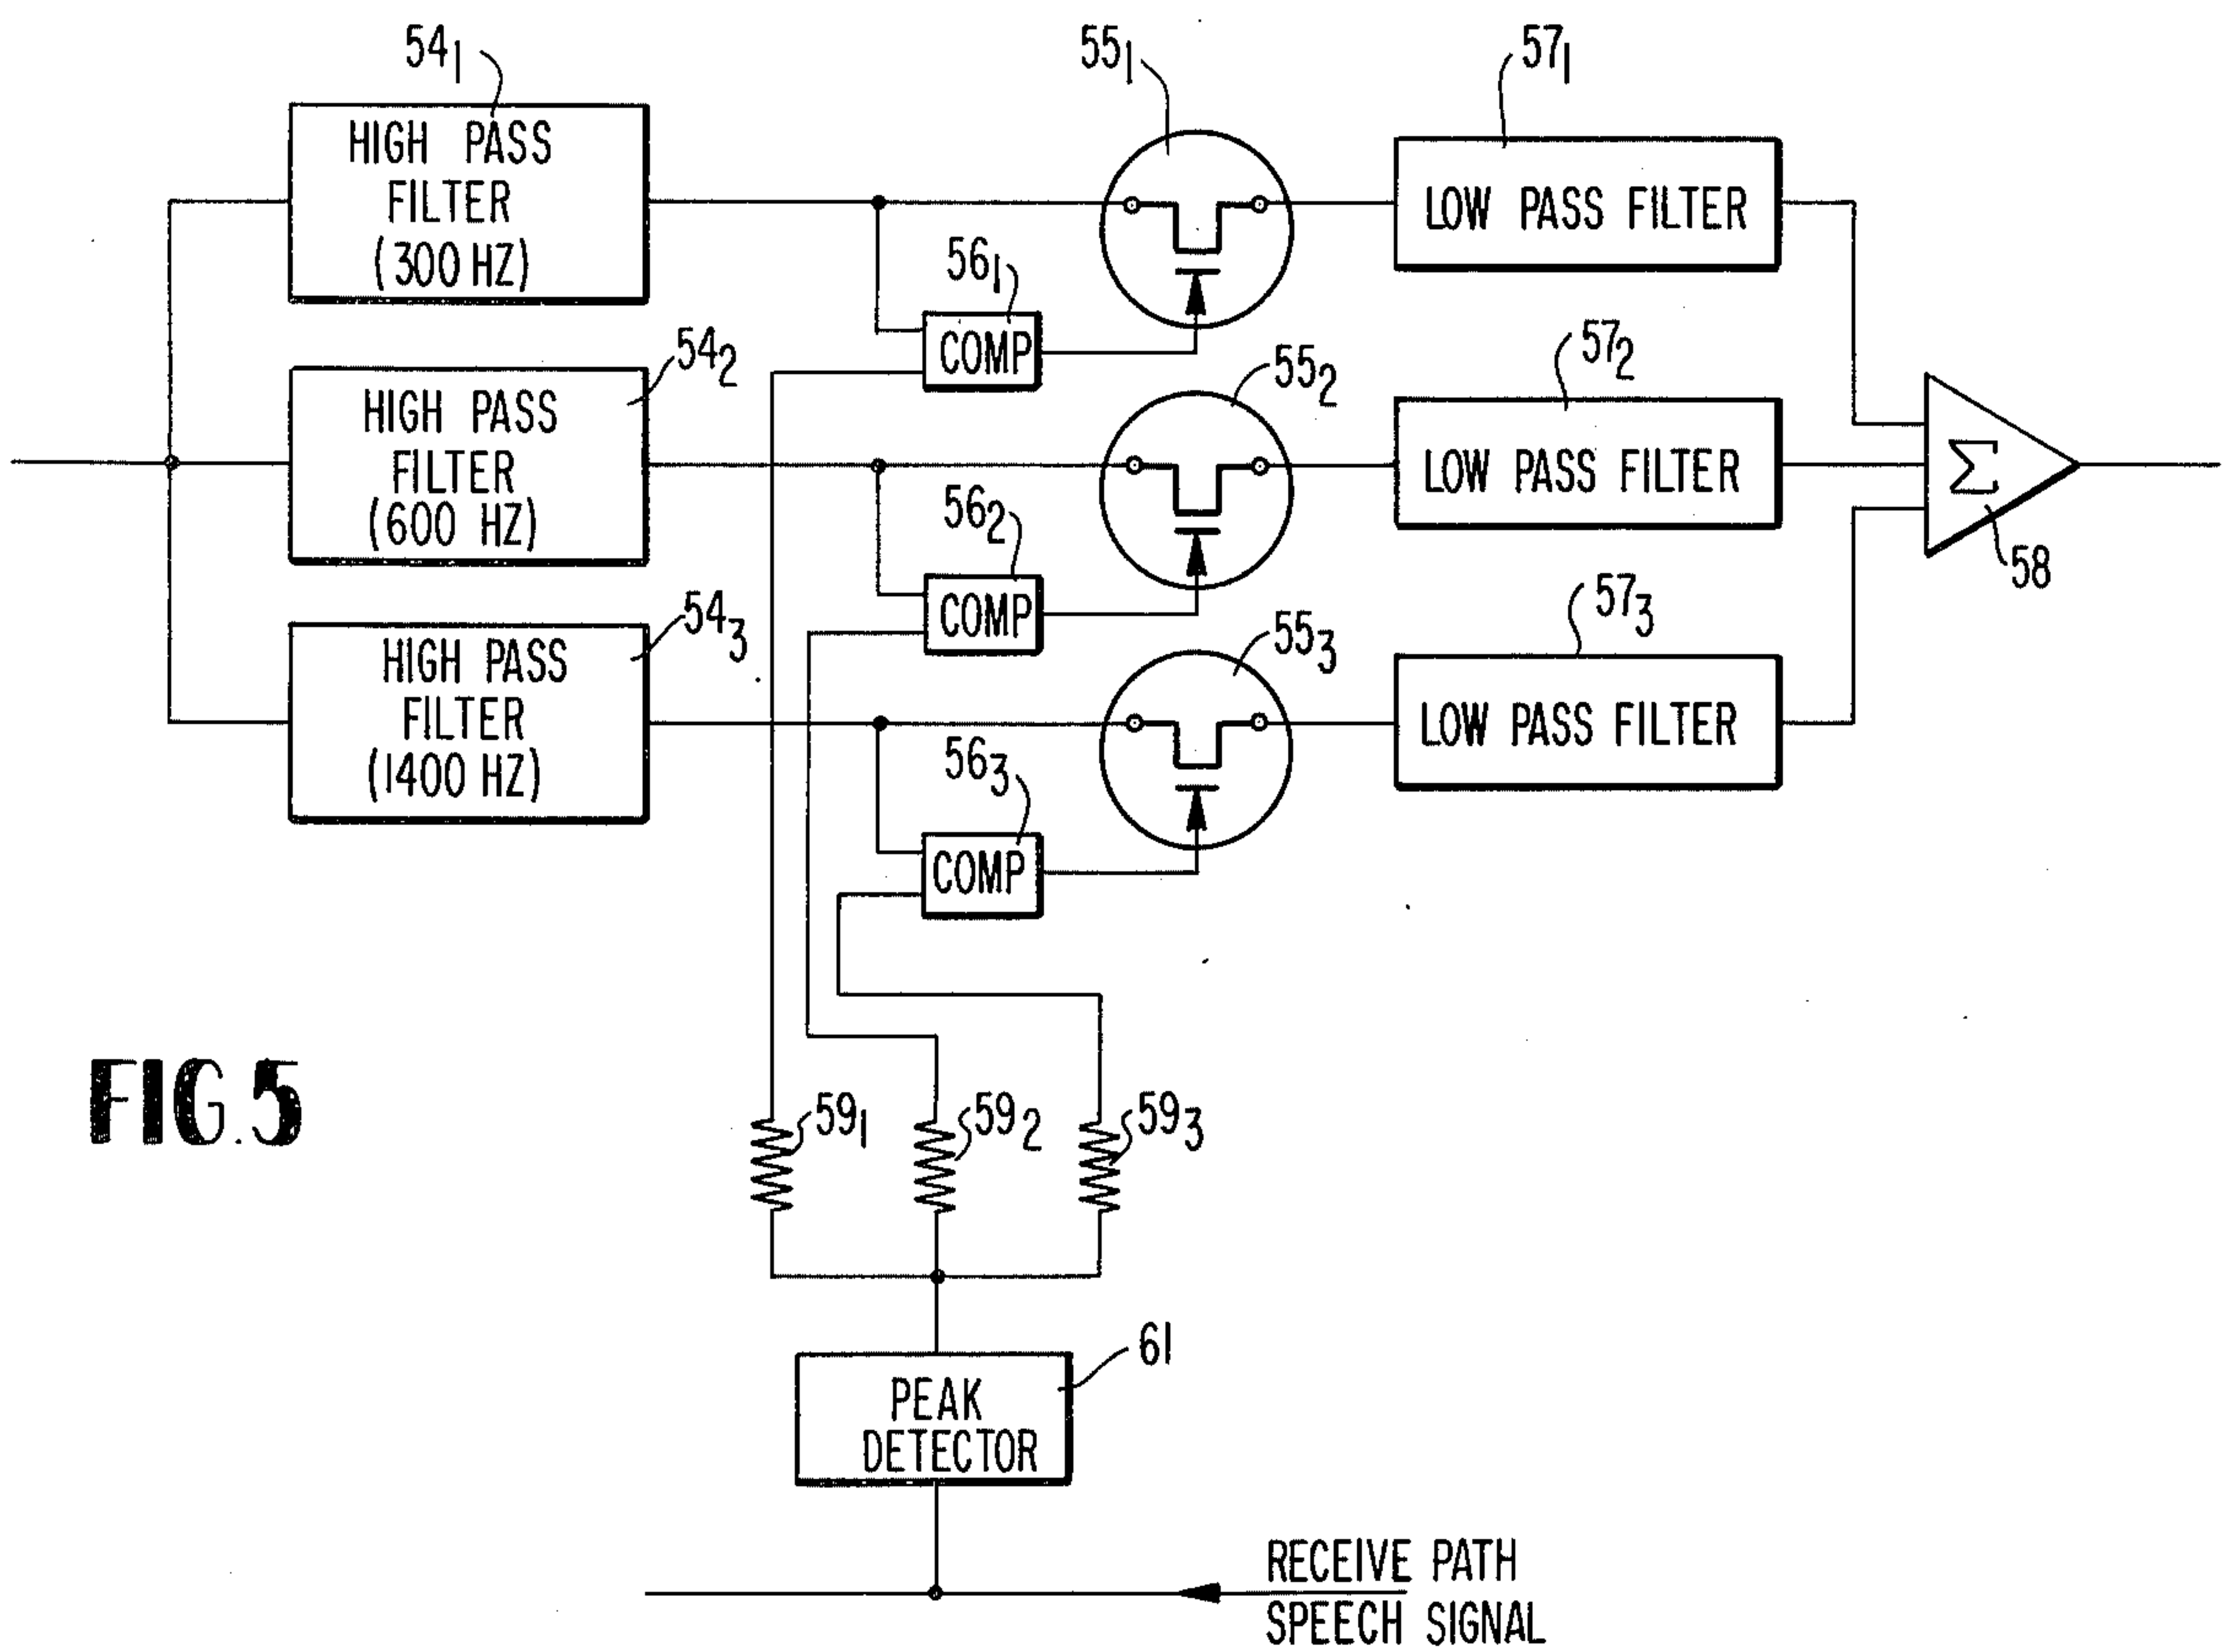 54₁
55₁
57₁
HIGH PASS
FILTER
(300 HZ)
LOW PASS FILTER
56₁
COMP
54₂
55₂
57₂
HIGH PASS
FILTER
(600 HZ)
LOW PASS FILTER
Σ
58
56₂
COMP
54₃
55₃
57₃
HIGH PASS
FILTER
(1400 HZ)
LOW PASS FILTER
56₃
COMP
FIG. 5
59₁
59₂
59₃
61
PEAK
DETECTOR
RECEIVE PATH
SPEECH SIGNAL